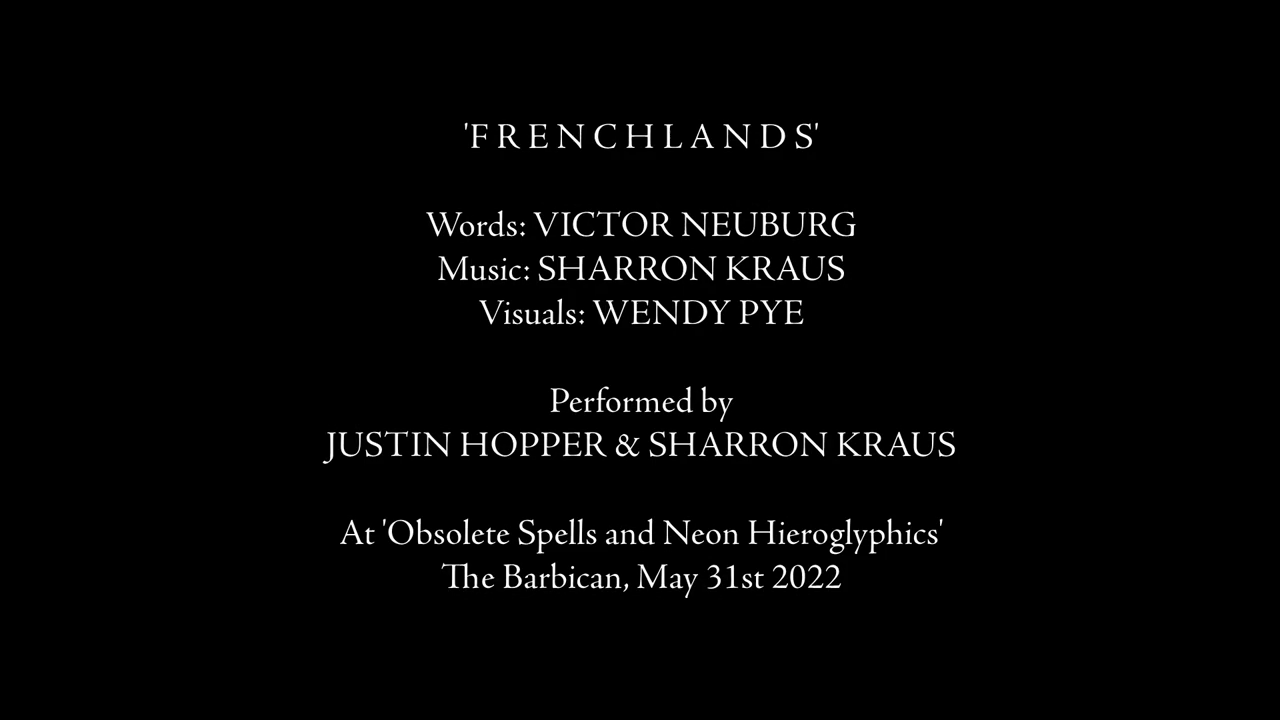 'FRENCHLANDS'
Words: VICTOR NEUBURG
Music: SHARRON KRAUS
Visuals: WENDY PYE
Performed by
JUSTIN HOPPER & SHARRON KRAUS
At 'Obsolete Spells and Neon Hieroglyphics'
The Barbican, May 31st 2022